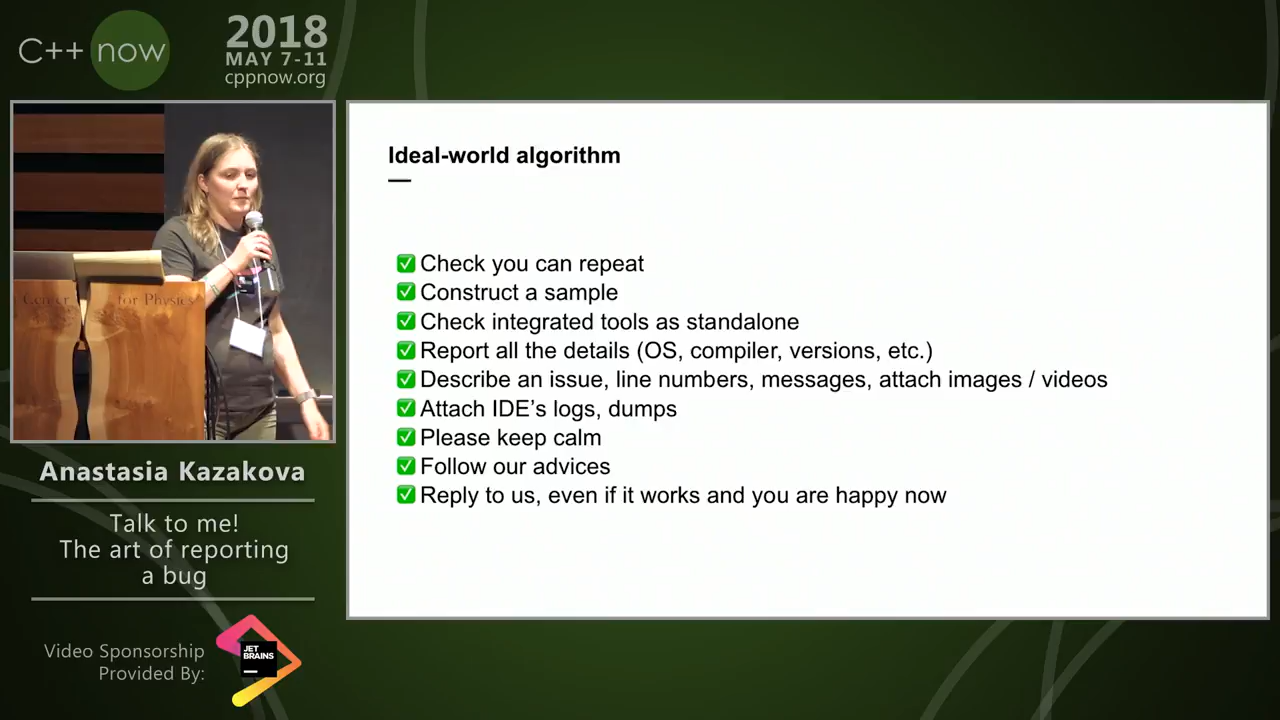 C++ now
2018
MAY 7-11
cppnow.org
Center for Physics
Anastasia Kazakova
Talk to me!
The art of reporting
a bug
Video Sponsorship
Provided By:
JET
BRAINS
Ideal-world algorithm
Check you can repeat
Construct a sample
Check integrated tools as standalone
Report all the details (OS, compiler, versions, etc.)
Describe an issue, line numbers, messages, attach images / videos
Attach IDE’s logs, dumps
Please keep calm
Follow our advices
Reply to us, even if it works and you are happy now